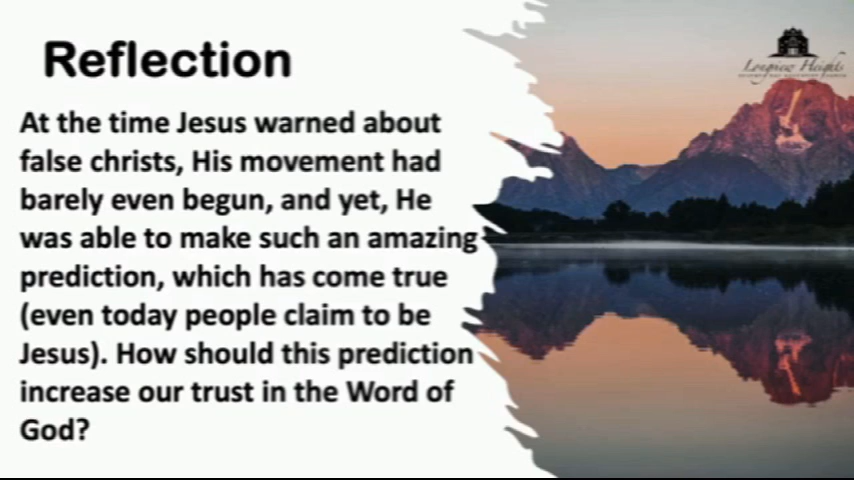 Reflection
Longview Heights
At the time Jesus warned about
false christs, His movement had
barely even begun, and yet, He
was able to make such an amazing
prediction, which has come true
(even today people claim to be
Jesus). How should this prediction
increase our trust in the Word of
God?